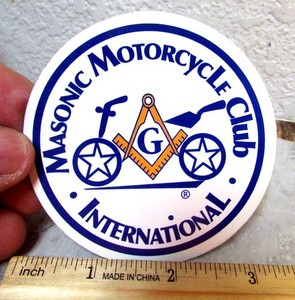 MASONIC MOTORCYCLE CLUB
G
®
· INTERNATIONAL ·
inch 1 MADE IN CHINA 2 3